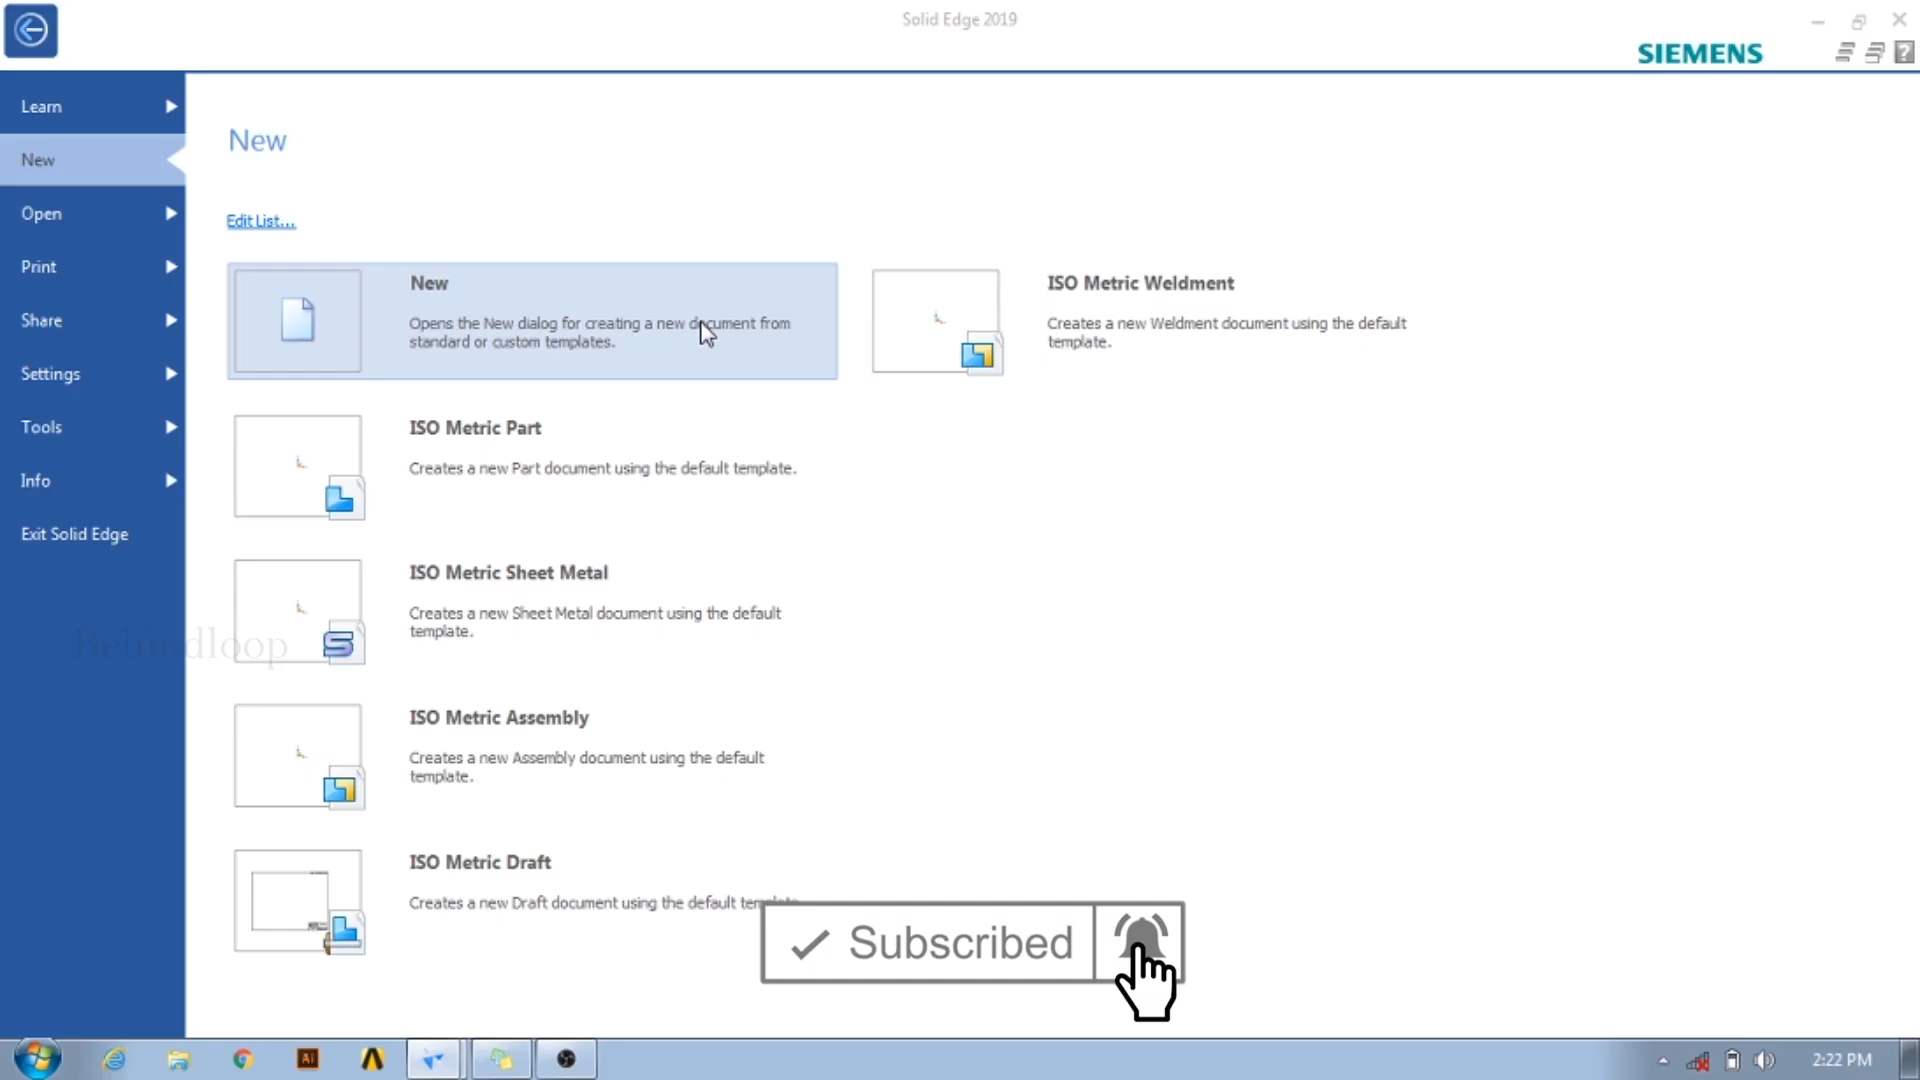 Solid Edge 2019
SIEMENS
Learn
New
Open
Print
Share
Settings
Tools
Info
Exit Solid Edge
New
Edit List...
New
Opens the New dialog for creating a new document from
standard or custom templates.
ISO Metric Weldment
Creates a new Weldment document using the default
template.
ISO Metric Part
Creates a new Part document using the default template.
ISO Metric Sheet Metal
Creates a new Sheet Metal document using the default
template.
Behindloop
ISO Metric Assembly
Creates a new Assembly document using the default
template.
ISO Metric Draft
Creates a new Draft document using the default template.
Subscribed
Ai
2:22 PM